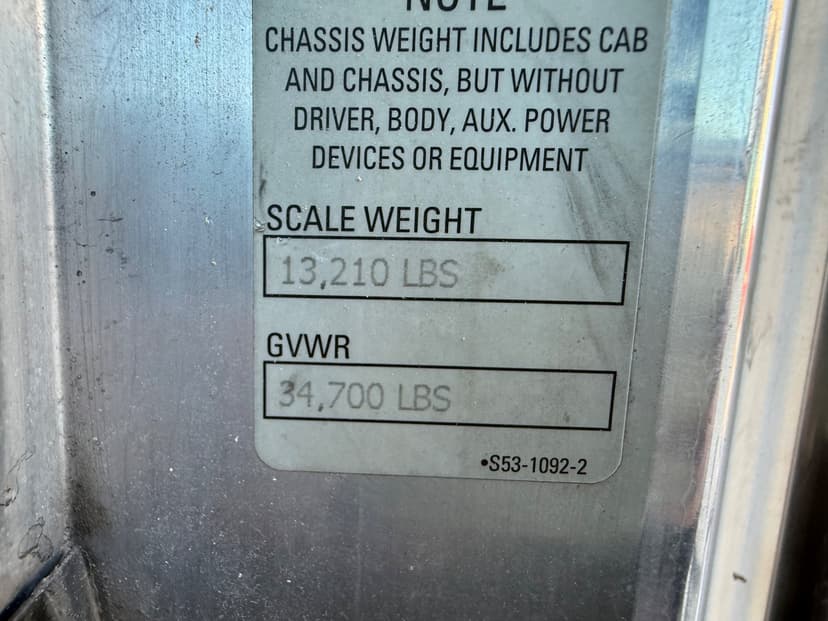 NOTE
CHASSIS WEIGHT INCLUDES CAB
AND CHASSIS, BUT WITHOUT
DRIVER, BODY, AUX. POWER
DEVICES OR EQUIPMENT
SCALE WEIGHT
13,210 LBS
GVWR
34,700 LBS
•S53-1092-2